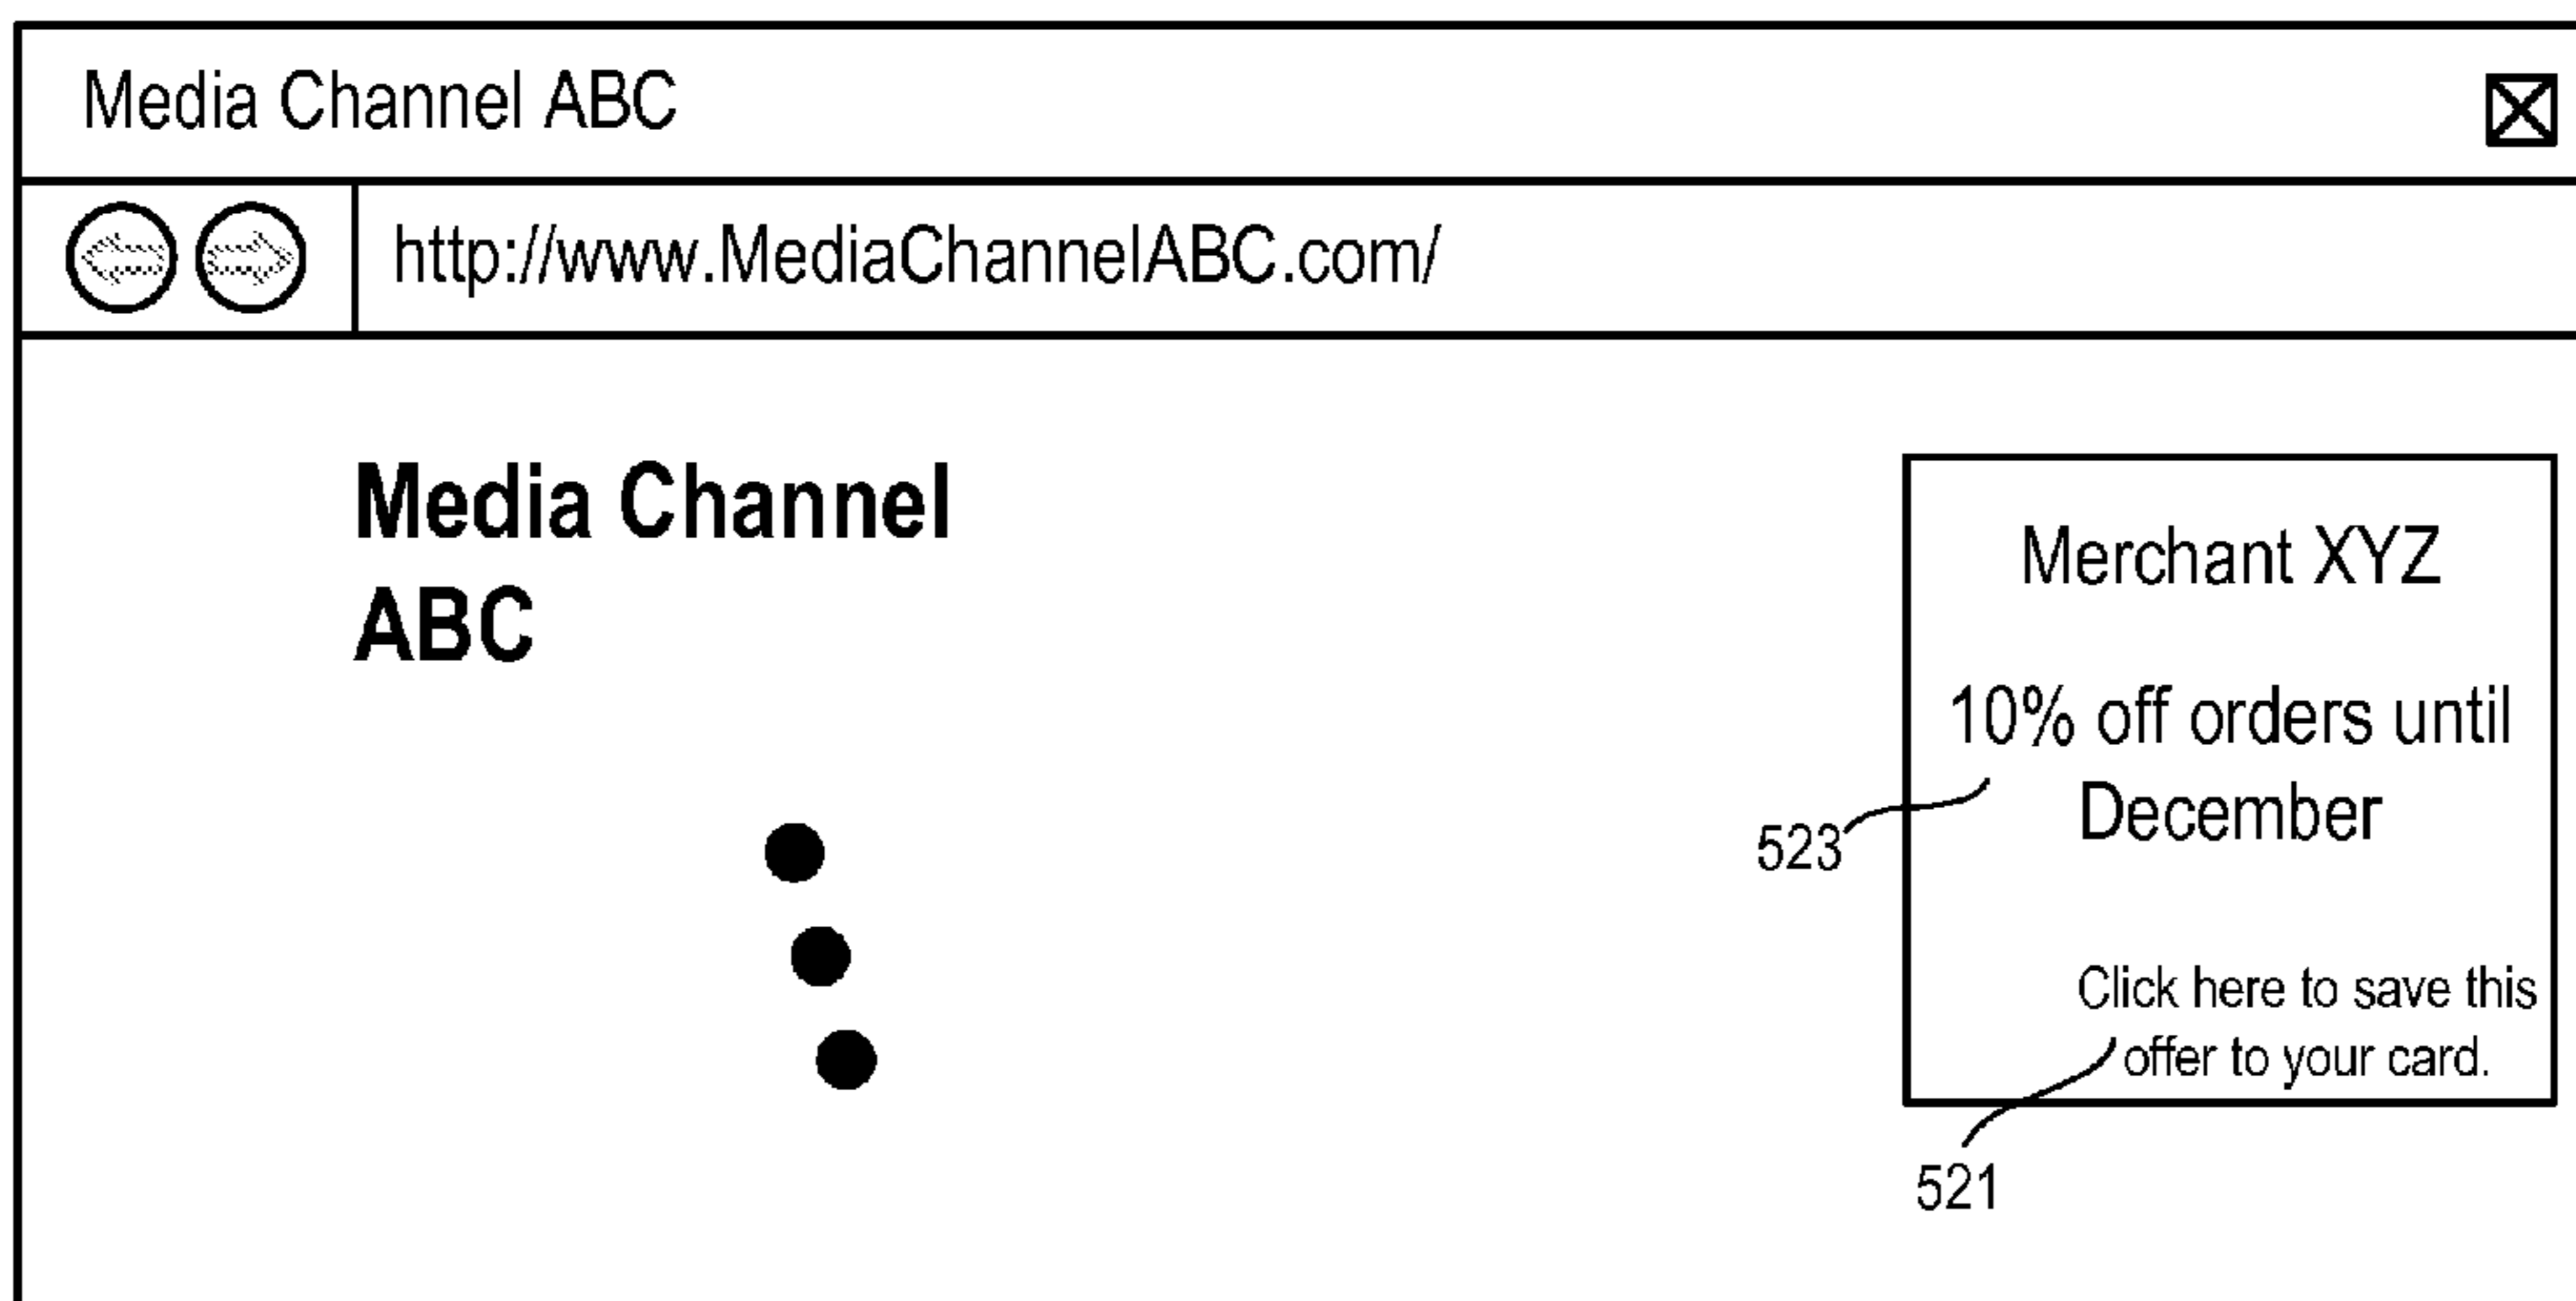 Media Channel ABC
http://www.MediaChannelABC.com/
Media Channel
ABC
Merchant XYZ
10% off orders until
December
523
Click here to save this
offer to your card.
521